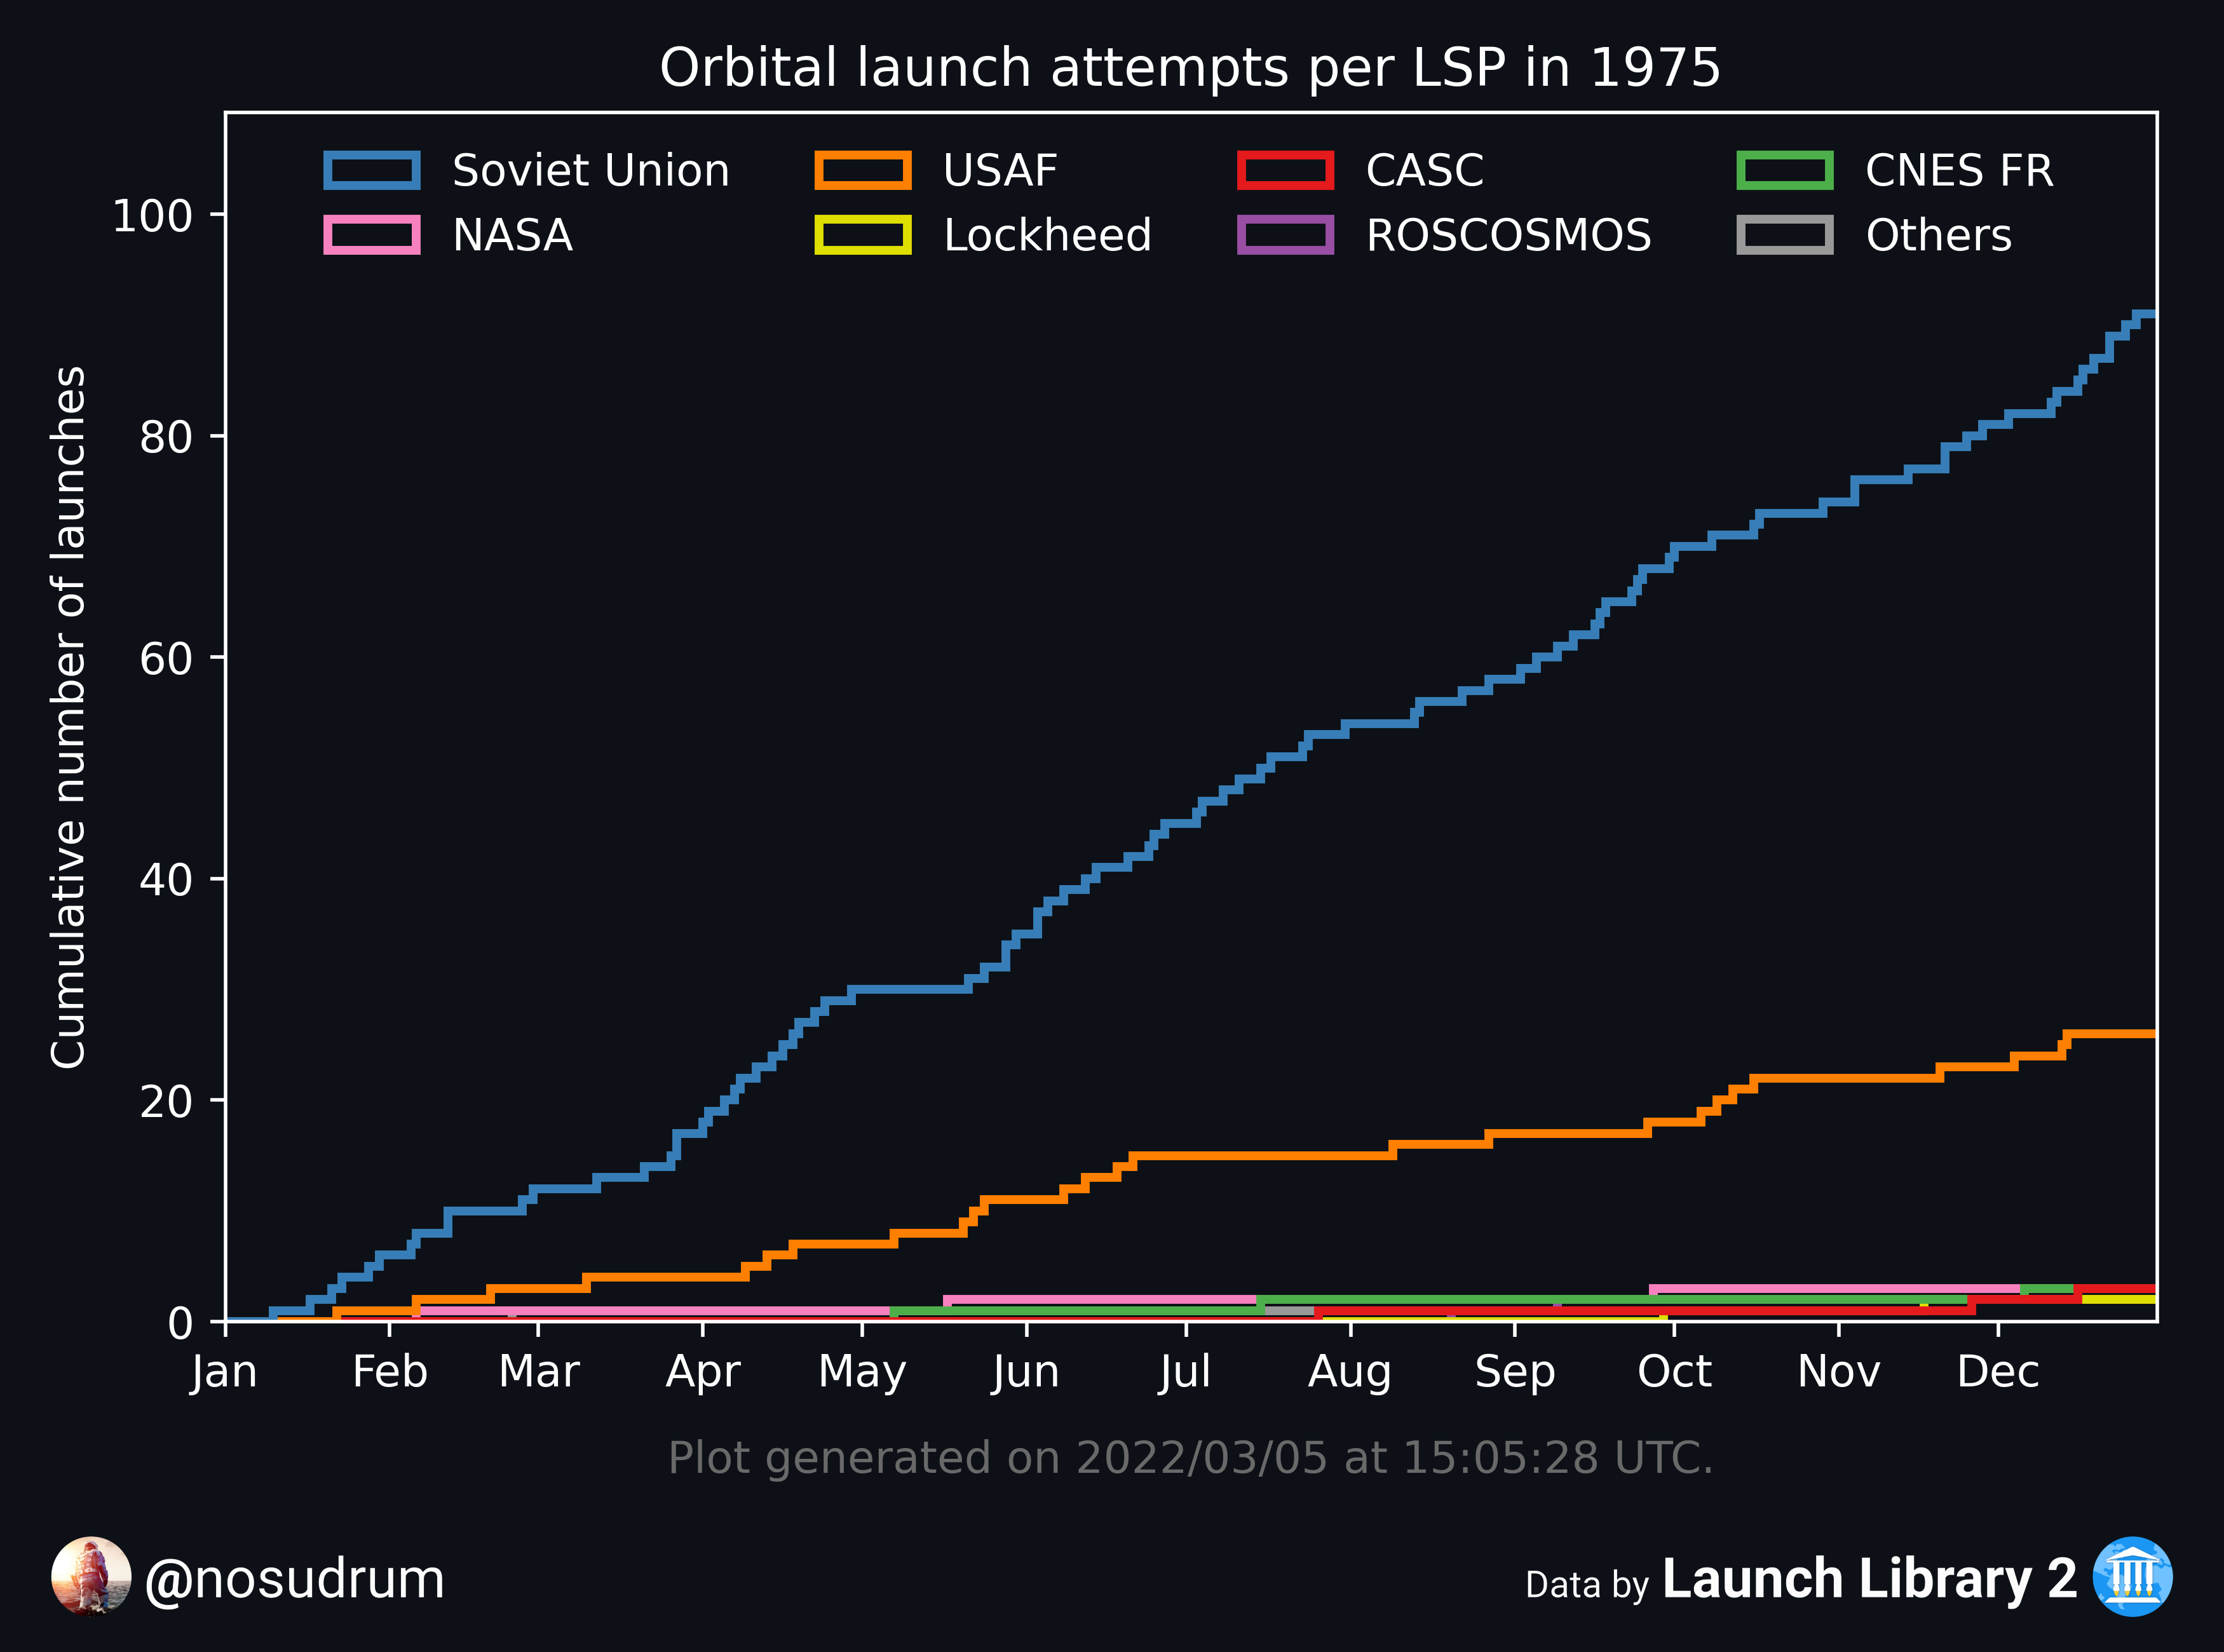 Orbital launch attempts per LSP in 1975
Soviet Union USAF CASC CNES FR
NASA Lockheed ROSCOSMOS Others
Cumulative number of launches
100
80
60
40
20
0
Jan Feb Mar Apr May Jun Jul Aug Sep Oct Nov Dec
Plot generated on 2022/03/05 at 15:05:28 UTC.
@nosudrum
Data by Launch Library 2